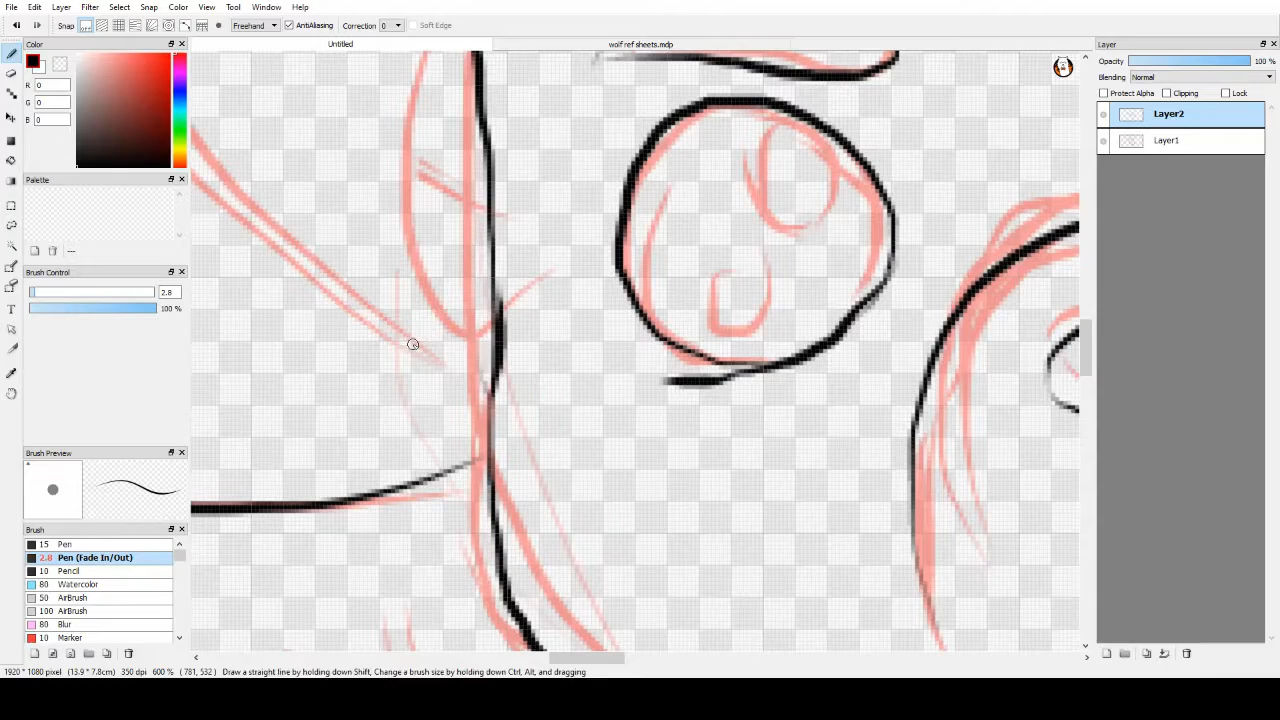 File Edit Layer Filter Select Snap Color View Tool Window Help
Snap Freehand AntiAliasing Correction 0 Soft Edge
Color Untitled wolf ref sheets.mdp Layer
R 0
G 0
B 0
Opacity 100 %
Blending Normal
Protect Alpha Clipping Lock
Layer2
Layer1
Palette
---
Brush Control
2.8
100 %
Brush Preview
Brush
15 Pen
2.8 Pen (Fade In/Out)
10 Pencil
80 Watercolor
50 AirBrush
100 AirBrush
80 Blur
10 Marker
1920 * 1080 pixel (13.9 * 7.8cm) 350 dpi 600 % ( 781, 532 ) Draw a straight line by holding down Shift, Change a brush size by holding down Ctrl, Alt, and dragging